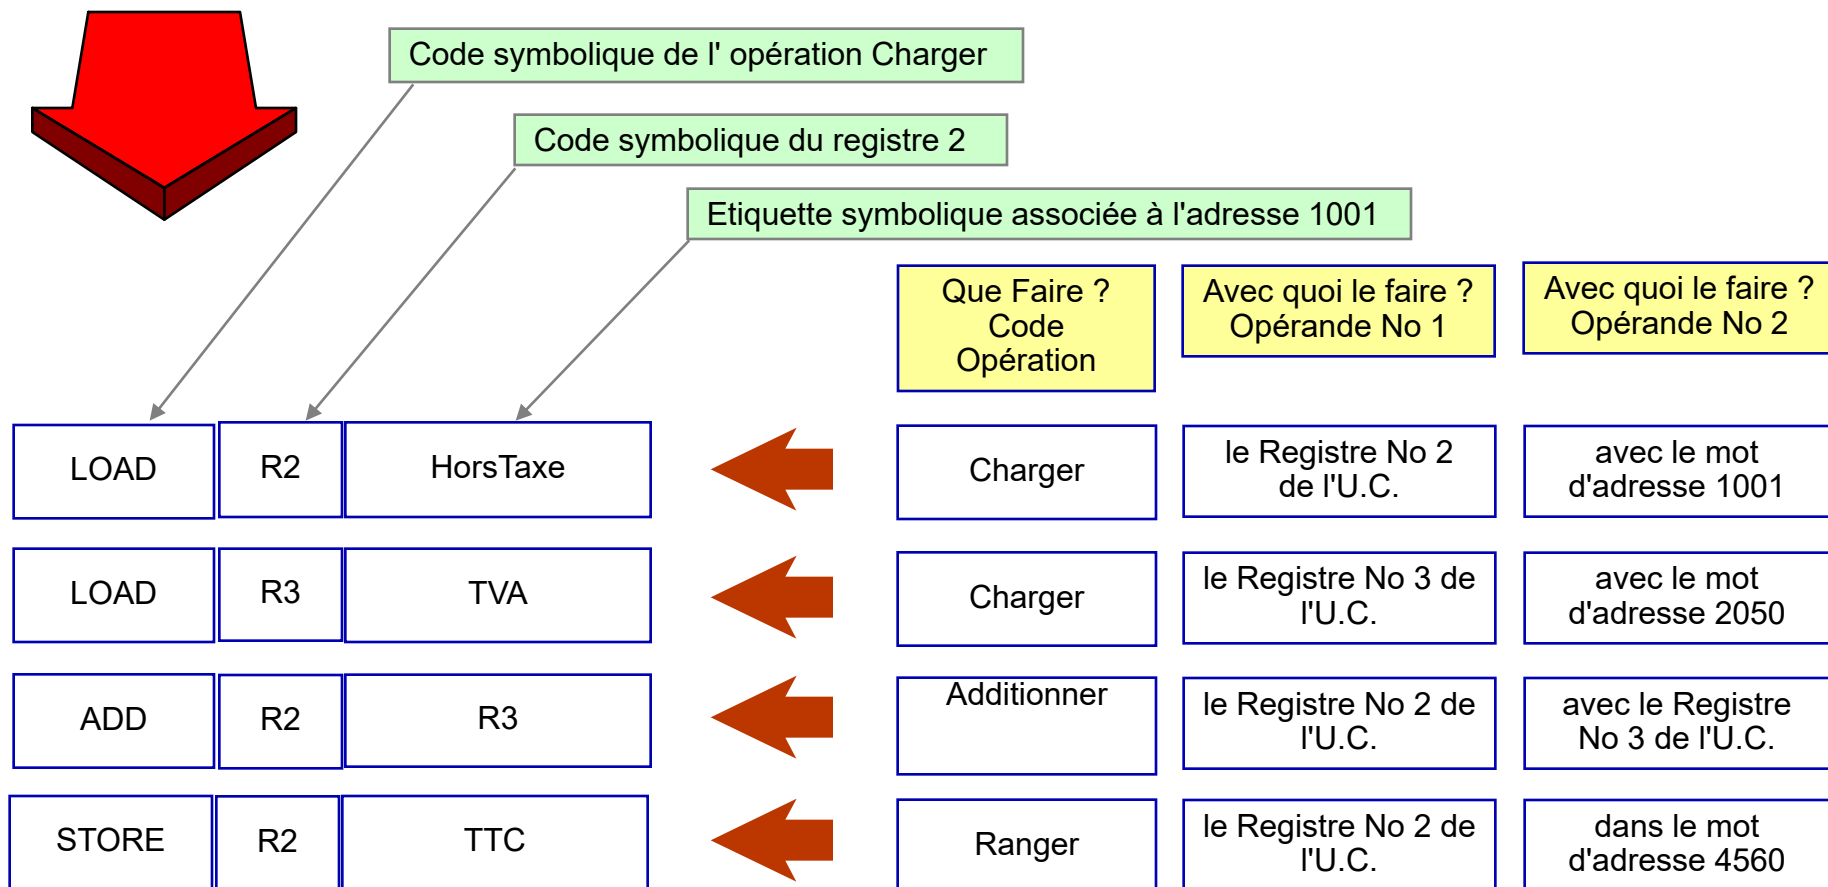 Code symbolique de l' opération Charger
Code symbolique du registre 2
Etiquette symbolique associée à l'adresse 1001
Que Faire ?
Code
Opération
Avec quoi le faire ?
Opérande No 1
Avec quoi le faire ?
Opérande No 2
LOAD
R2
HorsTaxe
Charger
le Registre No 2
de l'U.C.
avec le mot
d'adresse 1001
LOAD
R3
TVA
Charger
le Registre No 3 de
l'U.C.
avec le mot
d'adresse 2050
ADD
R2
R3
Additionner
le Registre No 2 de
l'U.C.
avec le Registre
No 3 de l'U.C.
STORE
R2
TTC
Ranger
le Registre No 2 de
l'U.C.
dans le mot
d'adresse 4560